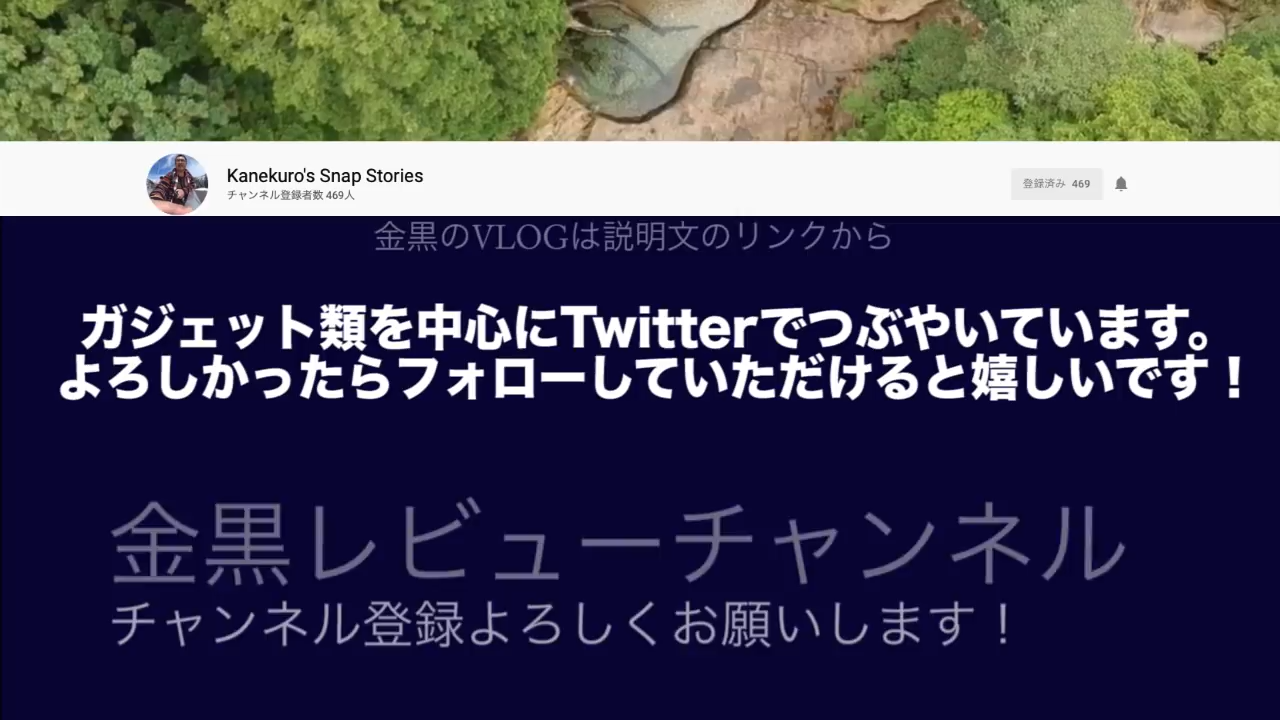 Kanekuro's Snap Stories
チャンネル登録者数 469人
登録済み 469
金黒のVLOGは説明文のリンクから
ガジェット類を中心にTwitterでつぶやいています。
よろしかったらフォローしていただけると嬉しいです！
金黒レビューチャンネル
チャンネル登録よろしくお願いします！